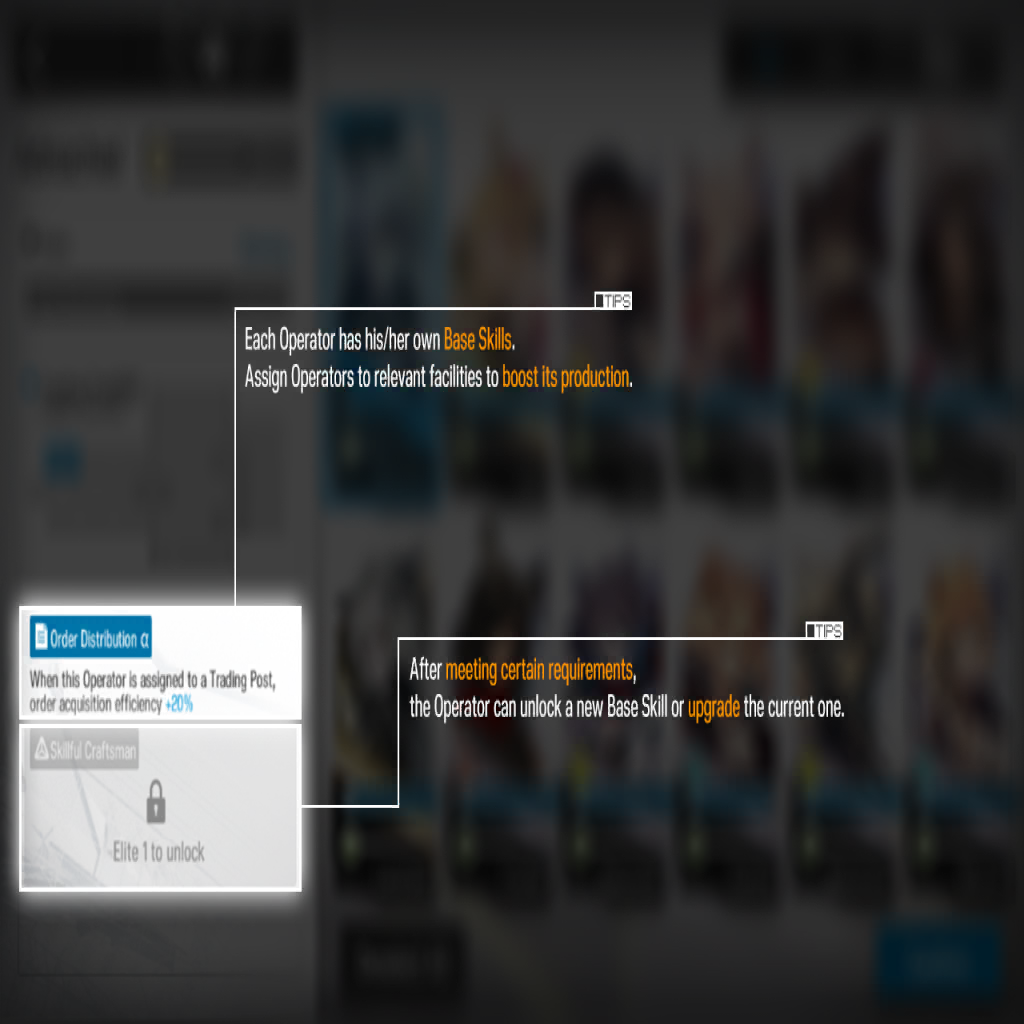 TIPS
Each Operator has his/her own Base Skills.
Assign Operators to relevant facilities to boost its production.
Order Distribution α
When this Operator is assigned to a Trading Post,
order acquisition efficiency +20%
TIPS
After meeting certain requirements,
the Operator can unlock a new Base Skill or upgrade the current one.
Skillful Craftsman
Elite 1 to unlock